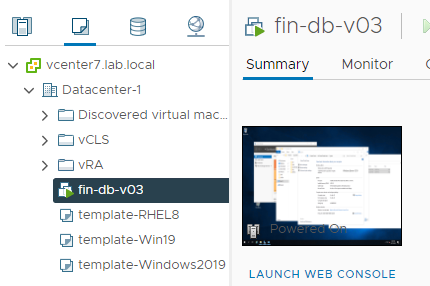 vcenter7.lab.local
Datacenter-1
Discovered virtual mac...
vCLS
vRA
fin-db-v03
template-RHEL8
template-Win19
template-Windows2019
fin-db-v03
Summary
Monitor
Powered On
LAUNCH WEB CONSOLE